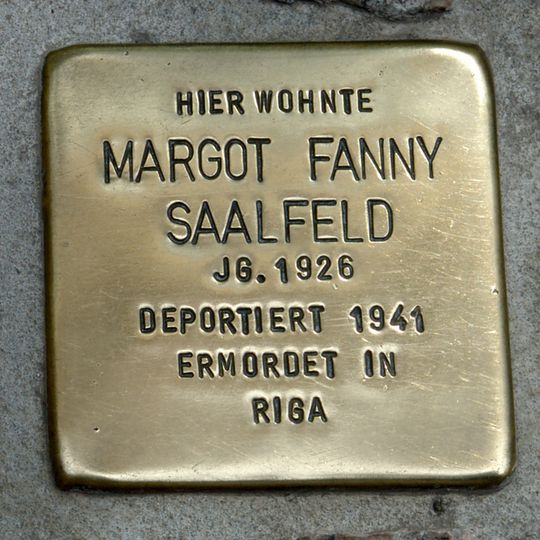 HIER WOHNTE
MARGOT FANNY
SAALFELD
JG. 1926
DEPORTIERT 1941
ERMORDET IN
RIGA